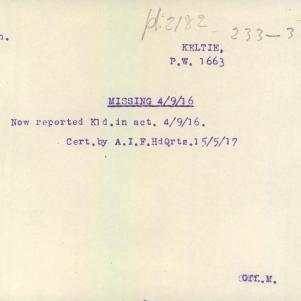 pl: 2182
233-3
n.
KELTIE,
P.W. 1663
MISSING 4/9/16
Now reported Kld.in act. 4/9/16.
Cert.by A.I.F.HdQrts.15/5/17
Off.M.